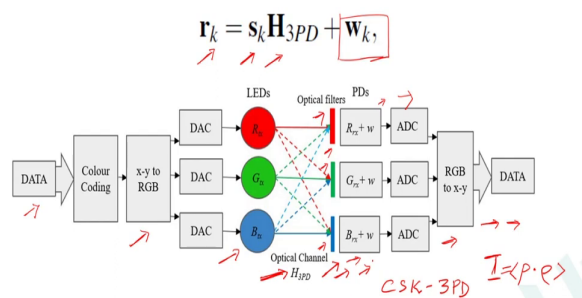 r_k = s_k H_3PD + w_k,
LEDs
PDs
Optical filters
DATA
Colour
Coding
x-y to
RGB
DAC
R_tx
R_rx + w
ADC
DAC
G_tx
G_rx + w
ADC
RGB
to x-y
DATA
DAC
B_tx
B_rx + w
ADC
Optical Channel
H_3PD
CSK-3PD
I=<p·e>